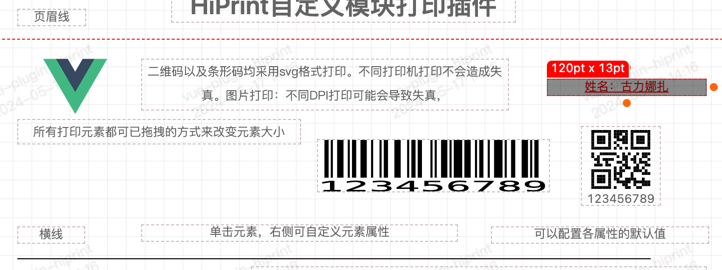 HiPrint自定义模块打印插件
页眉线
120pt x 13pt
二维码以及条形码均采用svg格式打印。不同打印机打印不会造成失
真。图片打印：不同DPI打印可能会导致失真,
姓名：古力娜扎
所有打印元素都可已拖拽的方式来改变元素大小
123456789
123456789
横线
单击元素，右侧可自定义元素属性
可以配置各属性的默认值